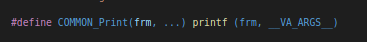 #define COMMON_Print(frm, ...) printf (frm, __VA_ARGS__)